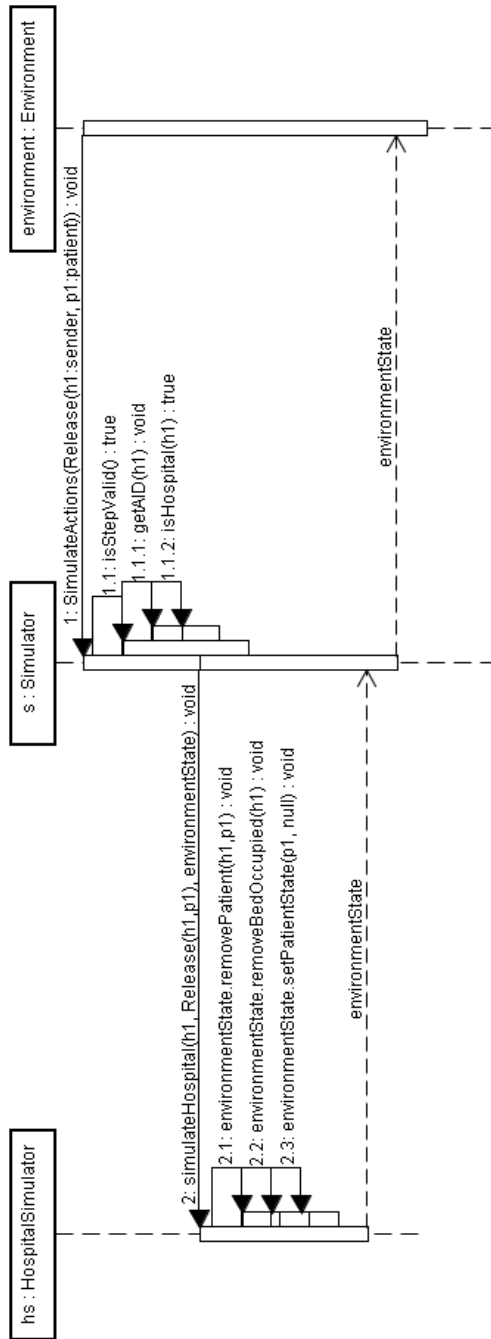 hs : HospitalSimulator
s : Simulator
environment : Environment
1: SimulateActions(Release(h1:sender, p1:patient)) : void
1.1: isStepValid() : true
1.1.1: getAID(h1) : void
1.1.2: isHospital(h1) : true
2: simulateHospital(h1, Release(h1,p1), environmentState) : void
2.1: environmentState.removePatient(h1,p1) : void
2.2: environmentState.removeBedOccupied(h1) : void
2.3: environmentState.setPatientState(p1, null) : void
environmentState
environmentState